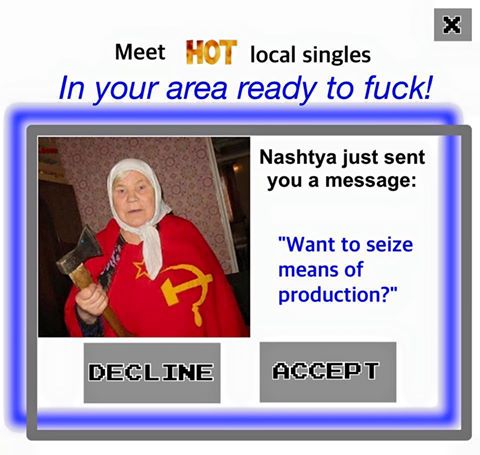 Meet HOT local singles
In your area ready to fuck!
Nashtya just sent
you a message:
"Want to seize
means of
production?"
DECLINE
ACCEPT